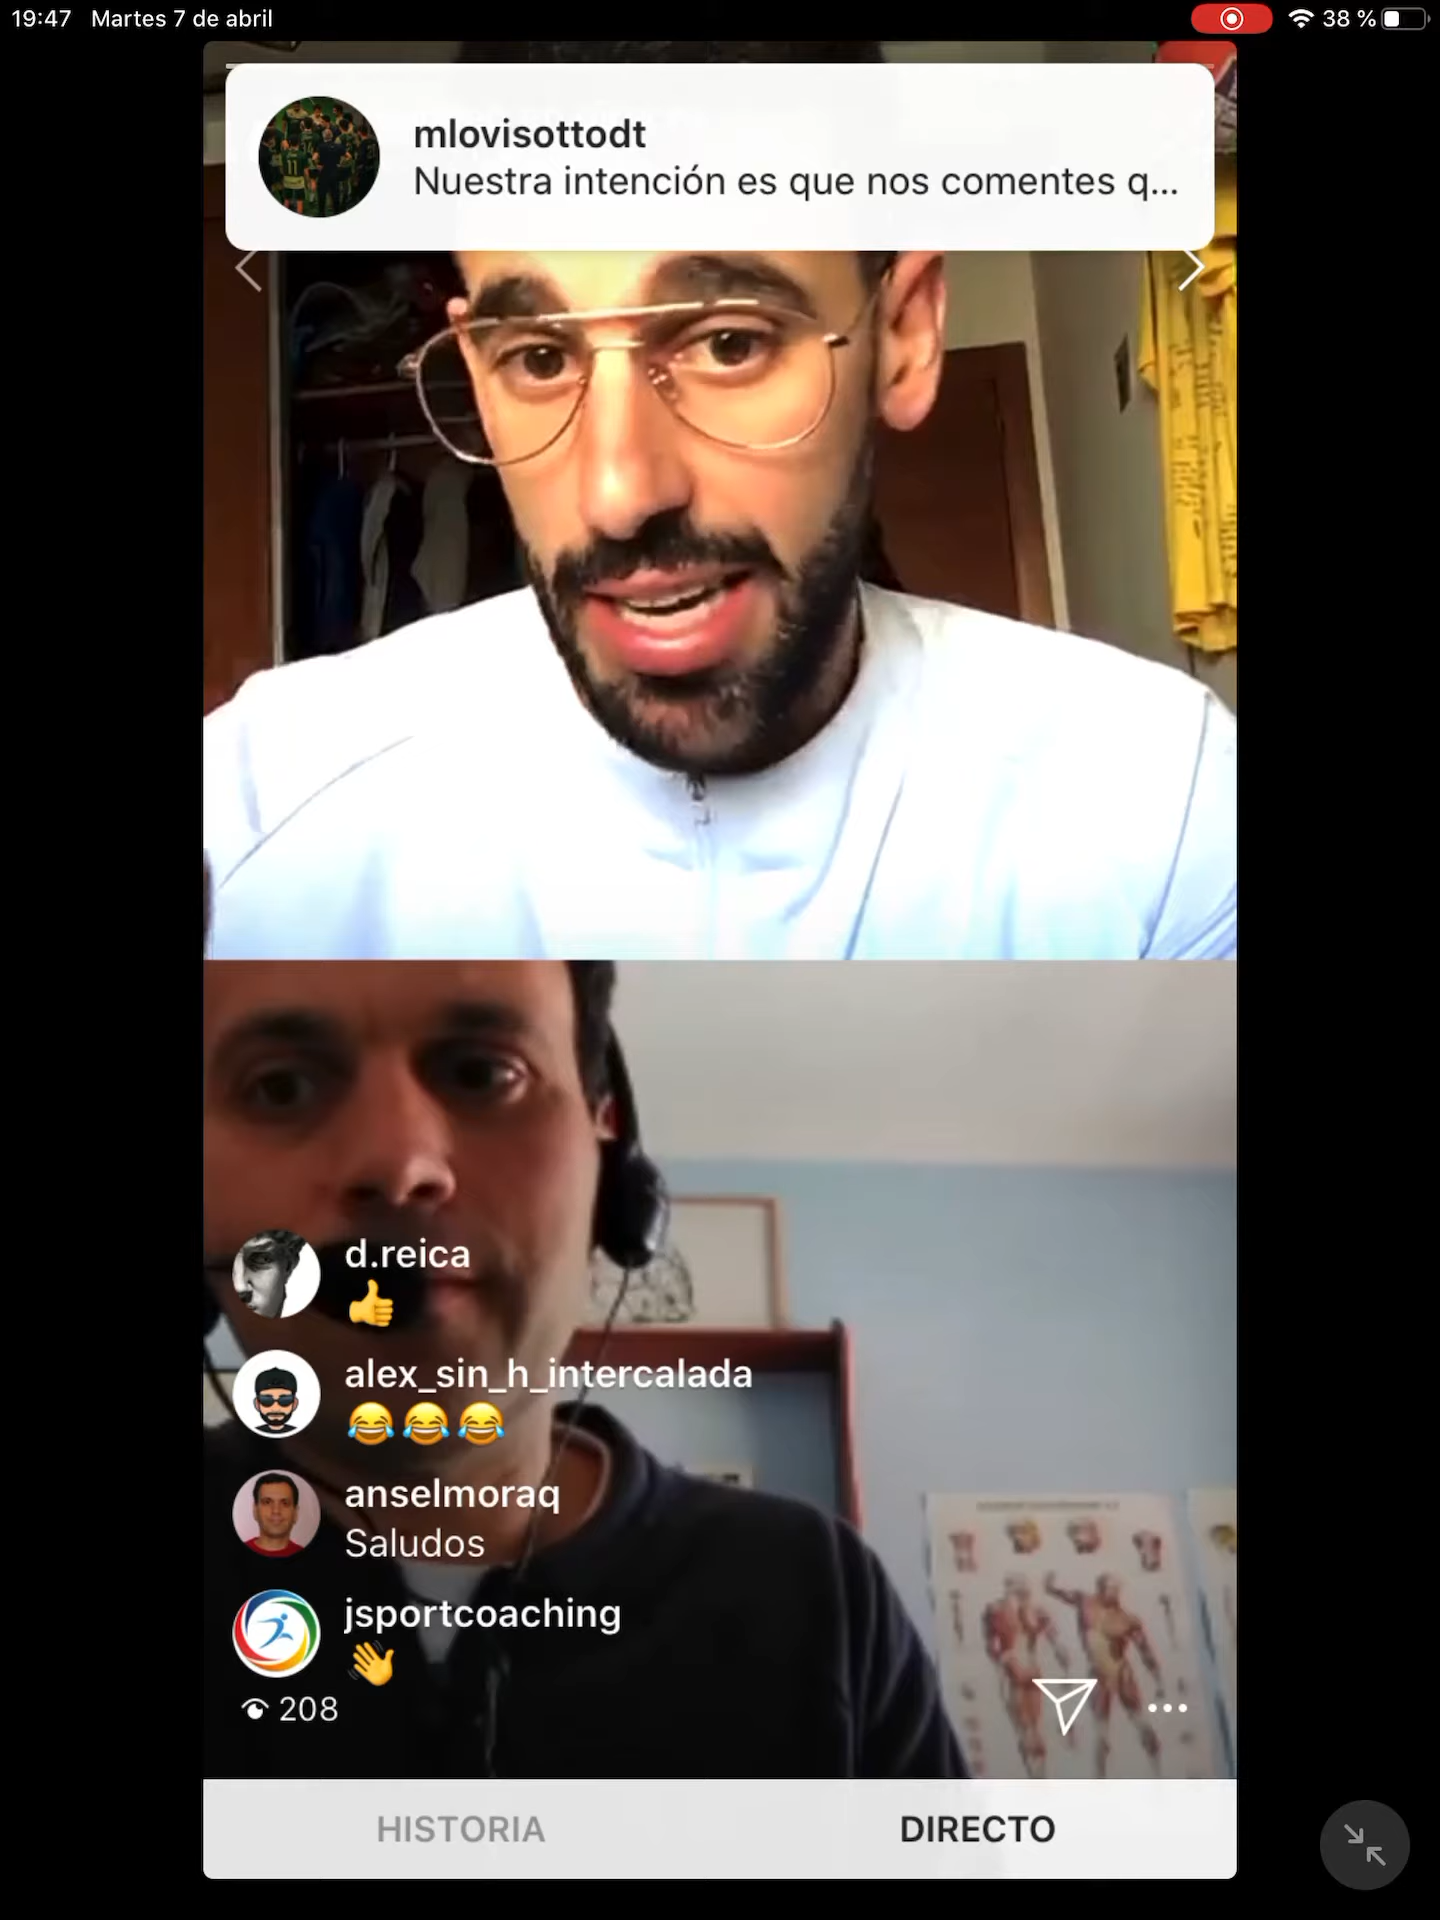 19:47 Martes 7 de abril
38 %
mlovisottodt
Nuestra intención es que nos comentes q...
d.reica
👍
alex_sin_h_intercalada
😂😂😂
anselmoraq
Saludos
jsportcoaching
👋
208
HISTORIA
DIRECTO